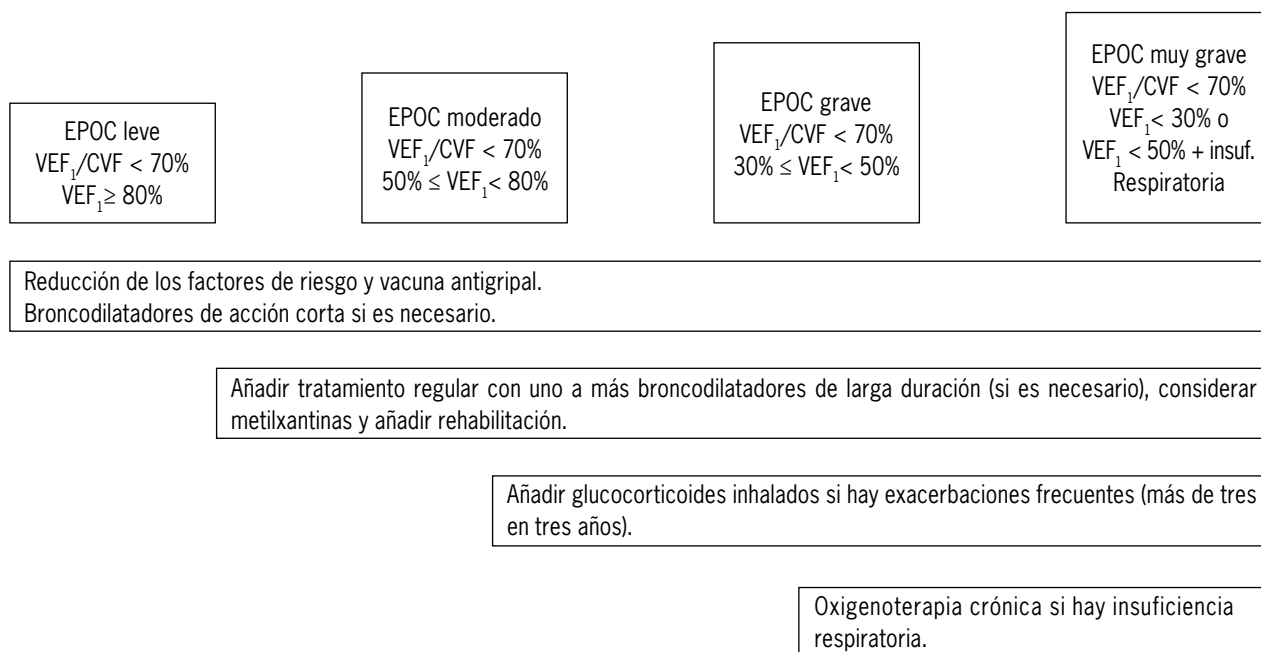 EPOC leve
VEF₁/CVF < 70%
VEF₁≥ 80%
EPOC moderado
VEF₁/CVF < 70%
50% ≤ VEF₁< 80%
EPOC grave
VEF₁/CVF < 70%
30% ≤ VEF₁< 50%
EPOC muy grave
VEF₁/CVF < 70%
VEF₁< 30% o
VEF₁ < 50% + insuf.
Respiratoria
Reducción de los factores de riesgo y vacuna antigripal.
Broncodilatadores de acción corta si es necesario.
Añadir tratamiento regular con uno a más broncodilatadores de larga duración (si es necesario), considerar
metilxantinas y añadir rehabilitación.
Añadir glucocorticoides inhalados si hay exacerbaciones frecuentes (más de tres
en tres años).
Oxigenoterapia crónica si hay insuficiencia
respiratoria.